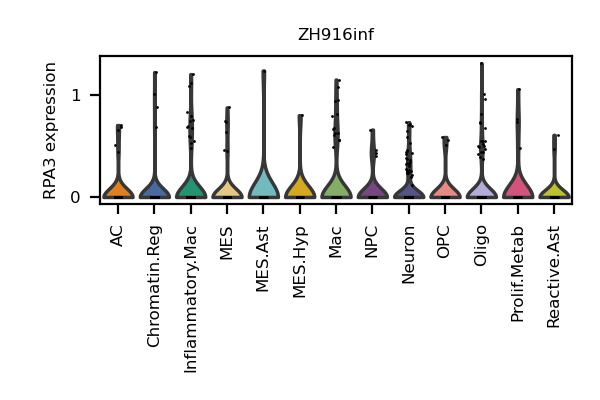 ZH916inf
RPA3 expression
1
0
AC
Chromatin.Reg
Inflammatory.Mac
MES
MES.Ast
MES.Hyp
Mac
NPC
Neuron
OPC
Oligo
Prolif.Metab
Reactive.Ast